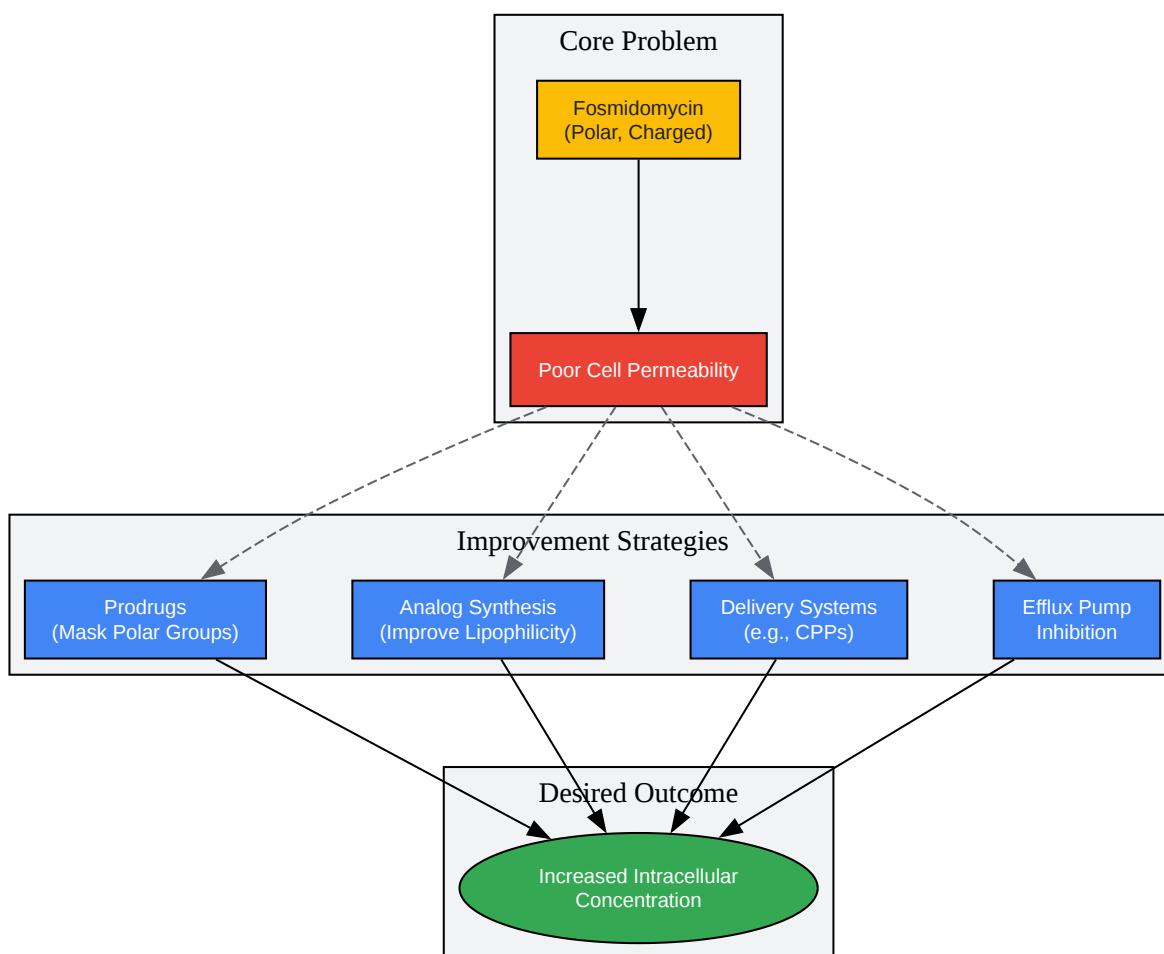 Core Problem
Fosmidomycin
(Polar, Charged)
Poor Cell Permeability
Improvement Strategies
Prodrugs
(Mask Polar Groups)
Analog Synthesis
(Improve Lipophilicity)
Delivery Systems
(e.g., CPPs)
Efflux Pump
Inhibition
Desired Outcome
Increased Intracellular
Concentration